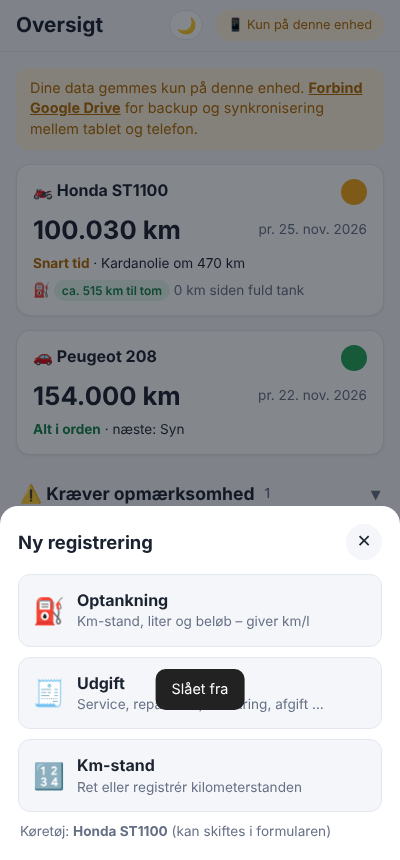 Oversigt
Kun på denne enhed
Dine data gemmes kun på denne enhed. Forbind
Google Drive for backup og synkronisering
mellem tablet og telefon.
Honda ST1100
100.030 km
pr. 25. nov. 2026
Snart tid · Kardanolie om 470 km
ca. 515 km til tom 0 km siden fuld tank
Peugeot 208
154.000 km
pr. 22. nov. 2026
Alt i orden · næste: Syn
Kræver opmærksomhed 1
Ny registrering
Optankning
Km-stand, liter og beløb – giver km/l
Udgift
Slået fra
Service, afgift ...
Km-stand
Ret eller registrér kilometerstanden
Køretøj: Honda ST1100 (kan skiftes i formularen)